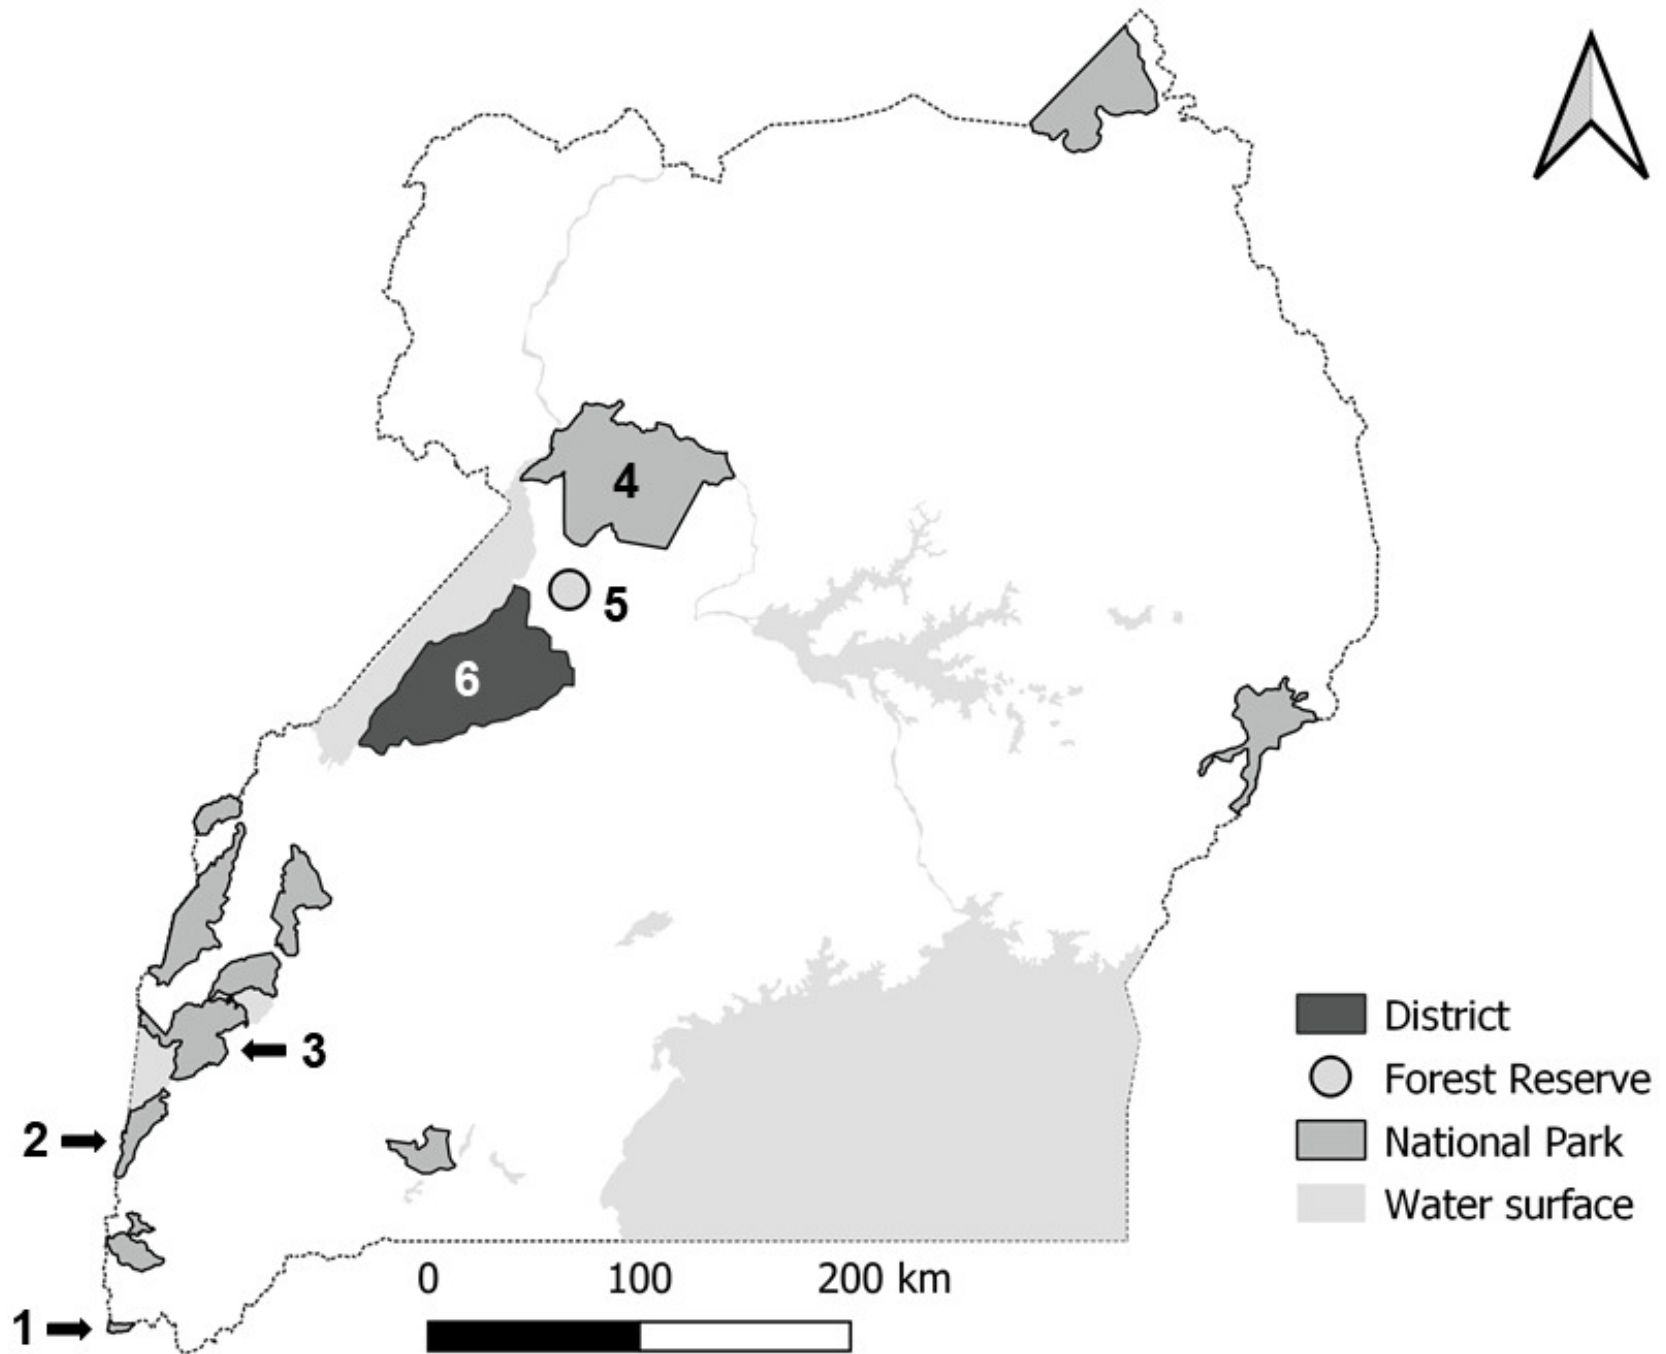 4
5
6
3
2
1
District
Forest Reserve
National Park
Water surface
0 100 200 km